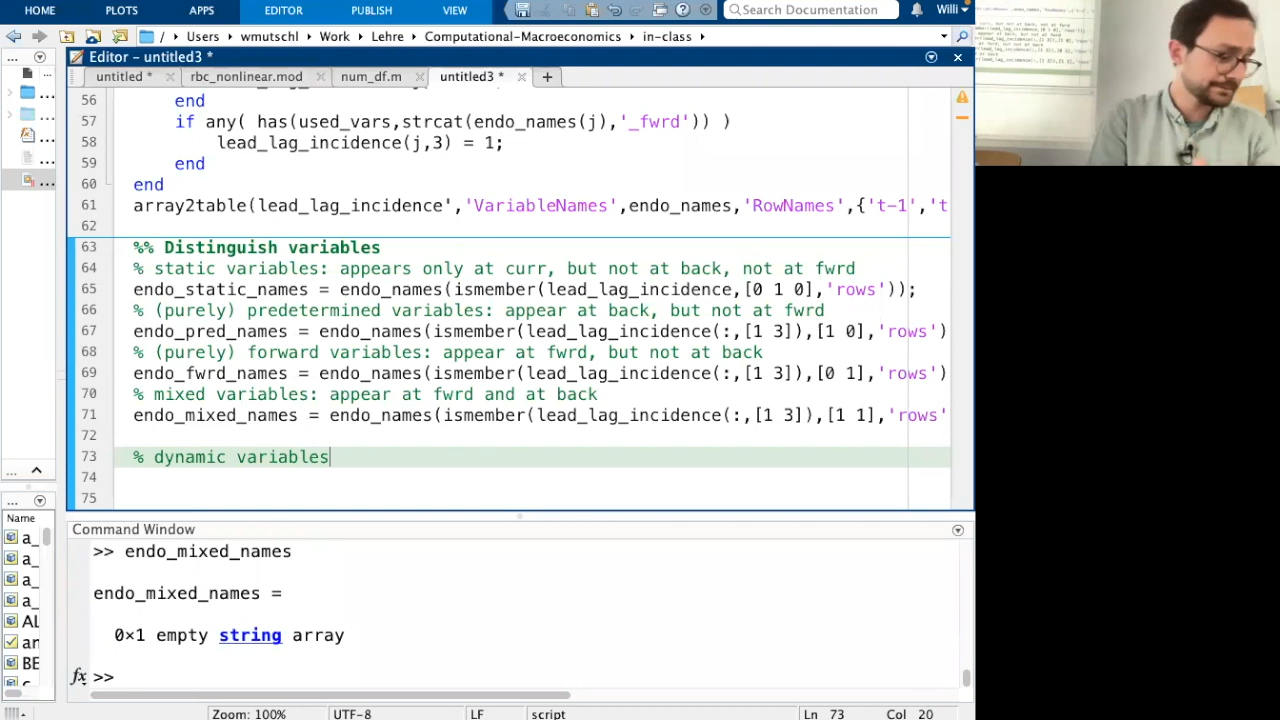 HOME PLOTS APPS EDITOR PUBLISH VIEW Search Documentation Willi
/ Users wmut Work Computational-Macroeconomics in-class
Editor – untitled3 *
untitled * rbc_nonlinear .m untitled3 * +
56 end
57 if any( has(used_vars,strcat(endo_names(j),'_fwrd')) )
58 lead_lag_incidence(j,3) = 1;
59 end
60 end
61 array2table(lead_lag_incidence','VariableNames',endo_names,'RowNames',{'t-1','t
62
63 %% Distinguish variables
64 % static variables: appears only at curr, but not at back, not at fwrd
65 endo_static_names = endo_names(ismember(lead_lag_incidence,[0 1 0],'rows'));
66 % (purely) predetermined variables: appear at back, but not at fwrd
67 endo_pred_names = endo_names(ismember(lead_lag_incidence(:,[1 3]),[1 0],'rows')
68 % (purely) forward variables: appear at fwrd, but not at back
69 endo_fwrd_names = endo_names(ismember(lead_lag_incidence(:,[1 3]),[0 1],'rows')
70 % mixed variables: appear at fwrd and at back
71 endo_mixed_names = endo_names(ismember(lead_lag_incidence(:,[1 3]),[1 1],'rows'
72
73 % dynamic variables
74
75
Name
a_
a_
a_
a_
AL
an
BE
Command Window
>> endo_mixed_names
endo_mixed_names =
0×1 empty string array
fx >>
Zoom: 100% UTF-8 LF script Ln 73 Col 20